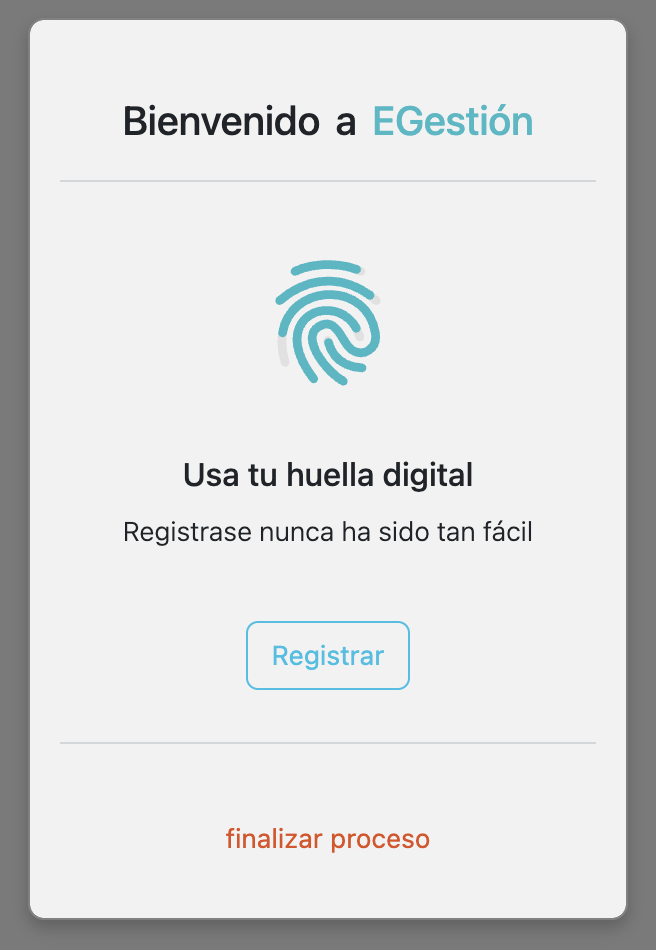 Bienvenido a EGestión
Usa tu huella digital
Registrase nunca ha sido tan fácil
Registrar
finalizar proceso